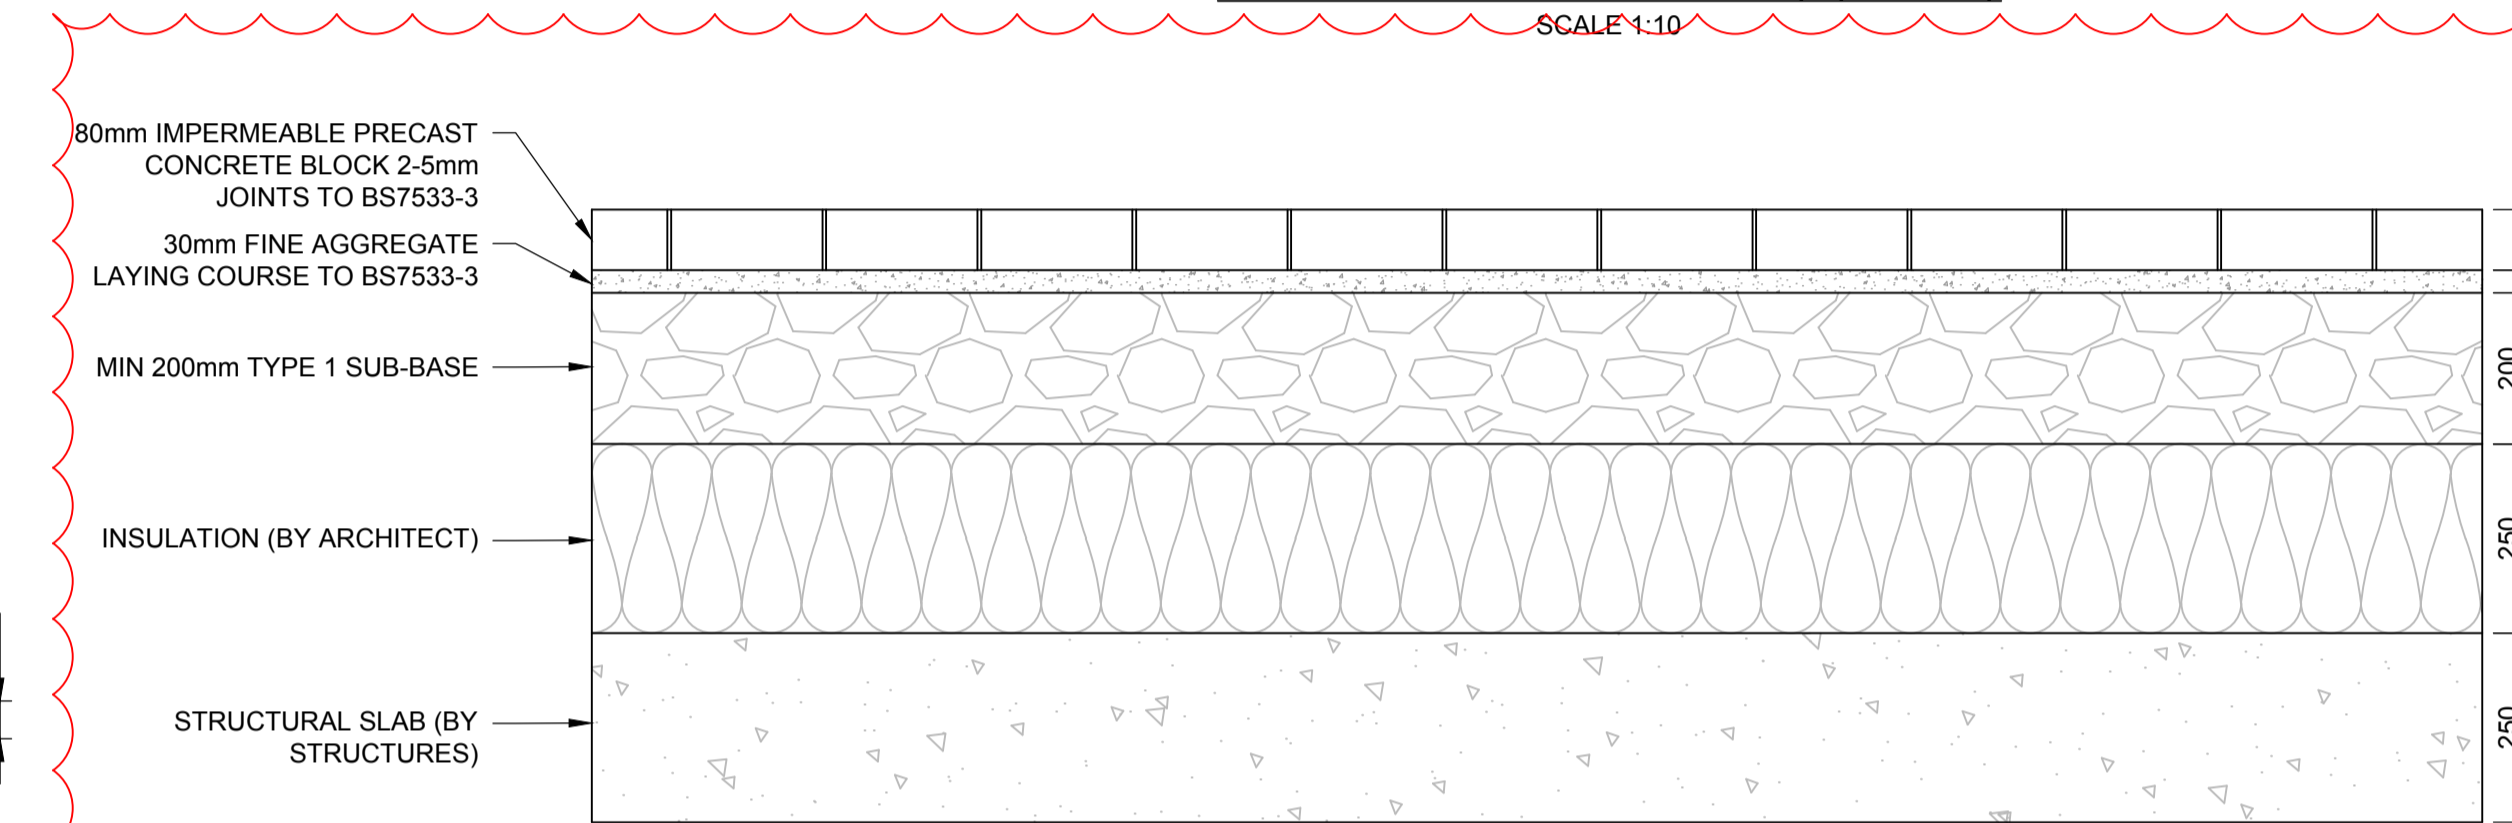 SCALE 1:10
80mm IMPERMEABLE PRECAST
CONCRETE BLOCK 2-5mm
JOINTS TO BS7533-3
30mm FINE AGGREGATE
LAYING COURSE TO BS7533-3
MIN 200mm TYPE 1 SUB-BASE
200
INSULATION (BY ARCHITECT)
250
STRUCTURAL SLAB (BY
STRUCTURES)
250